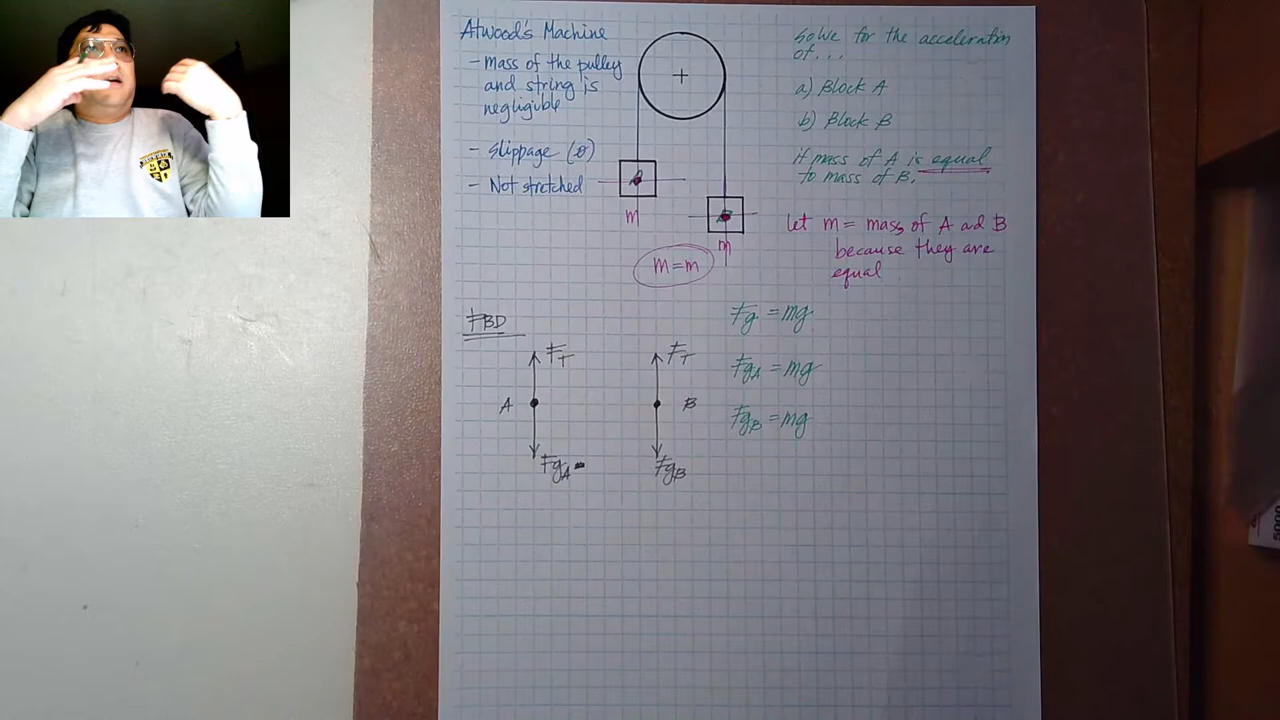 Atwood's Machine
- Mass of the pulley
and string is
negligible
- Slippage (0)
- Not stretched
m
m
m = m
Solve for the acceleration
of...
a) Block A
b) Block B
if mass of A is equal
to mass of B.
let m = mass of A and B
because they are
equal
FBD
FT
A
FgA
FT
B
FgB
Fg = mg
FgA = mg
FgB = mg